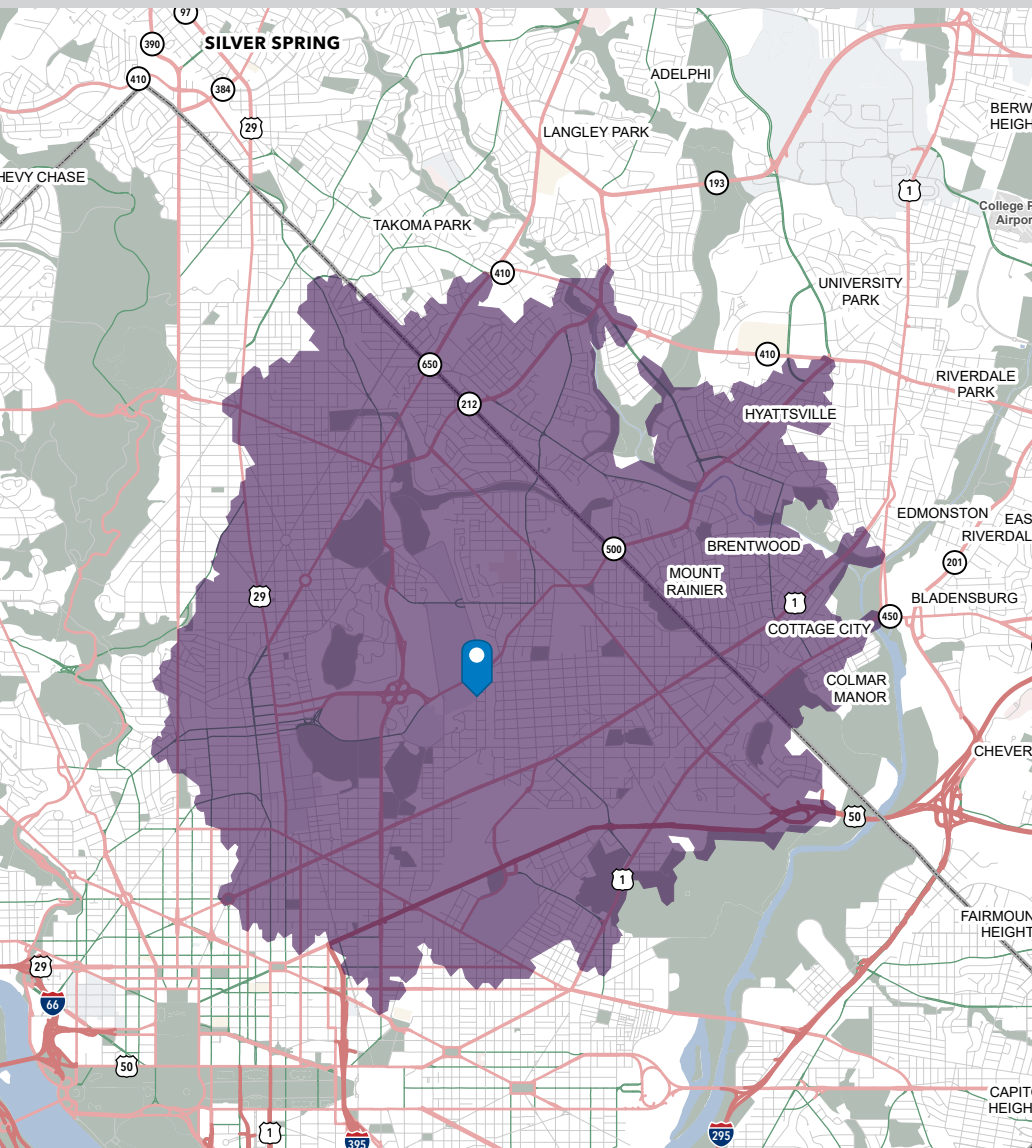 97
390
SILVER SPRING
410
384
29
ADELPHI
LANGLEY PARK
BERW
HEIGH
HEVY CHASE
193
1
College P
Airpor
TAKOMA PARK
410
UNIVERSITY
PARK
650
410
212
RIVERDALE
PARK
HYATTSVILLE
EDMONSTON
EAS
RIVERDAL
500
BRENTWOOD
201
MOUNT
RAINIER
29
1
BLADENSBURG
450
COTTAGE CITY
COLMAR
MANOR
CHEVER
50
1
FAIRMOUN
HEIGHT
29
66
50
CAPITO
HEIGH
1
395
295